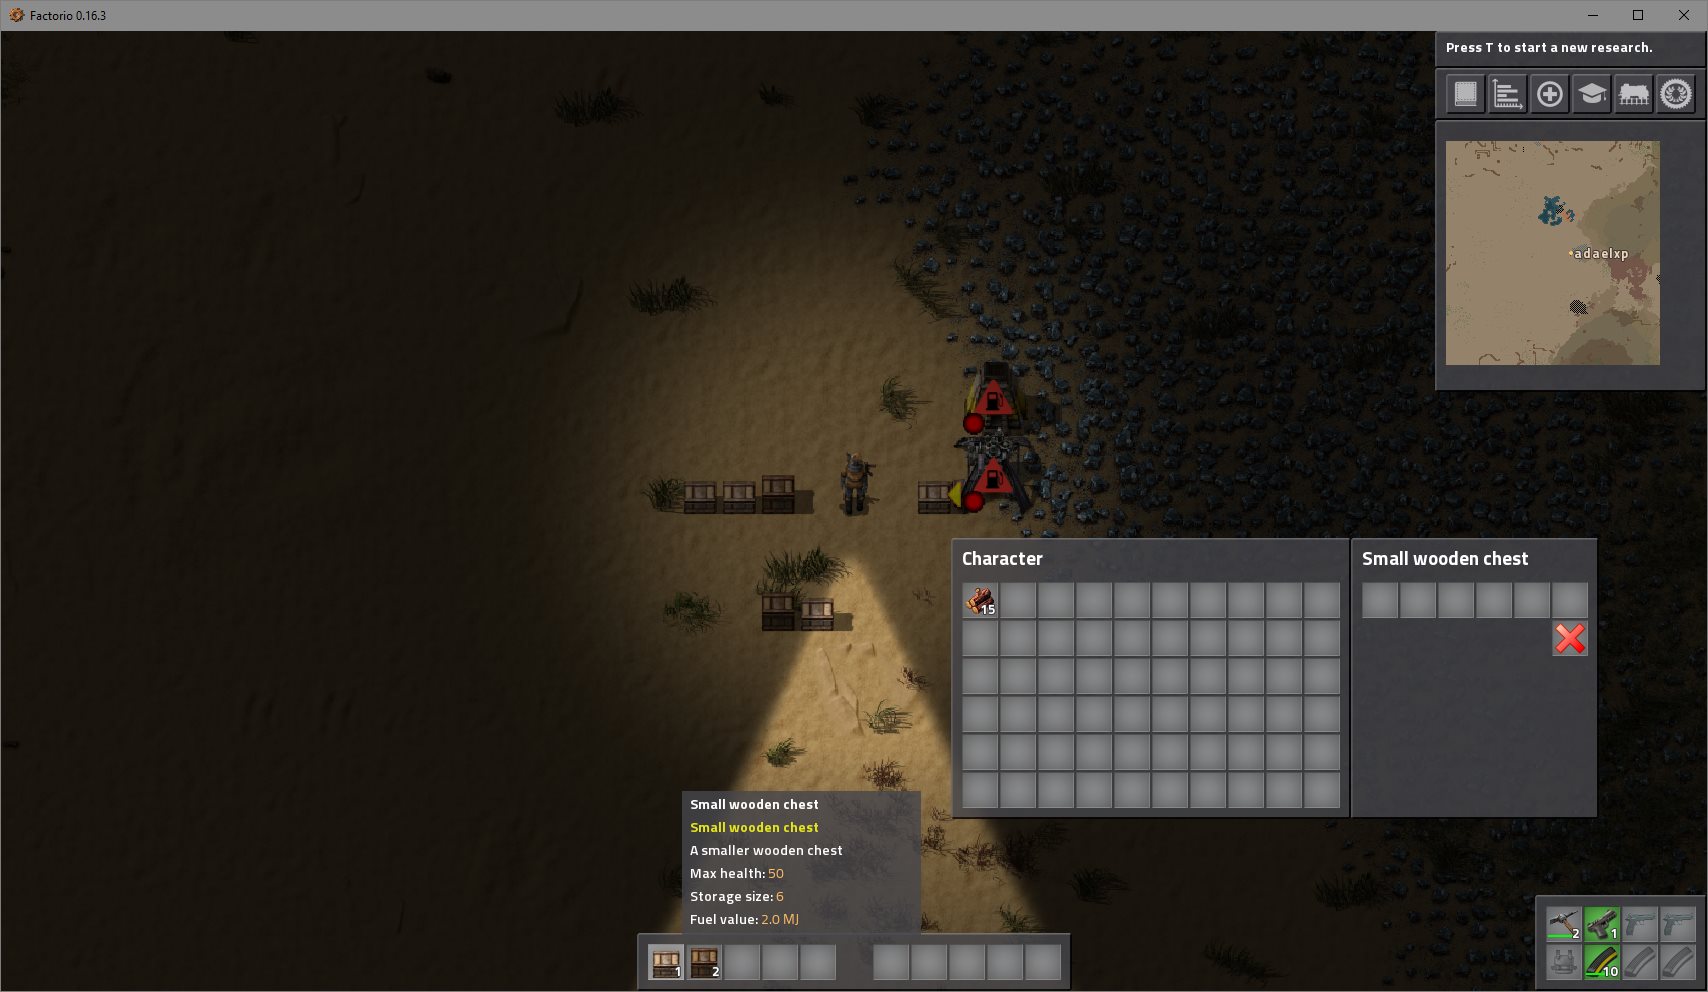 Factorio 0.16.3
Press T to start a new research.
adaelxp
Character
Small wooden chest
15
Small wooden chest
Small wooden chest
A smaller wooden chest
Max health: 50
Storage size: 6
Fuel value: 2.0 MJ
1
2
2
1
10